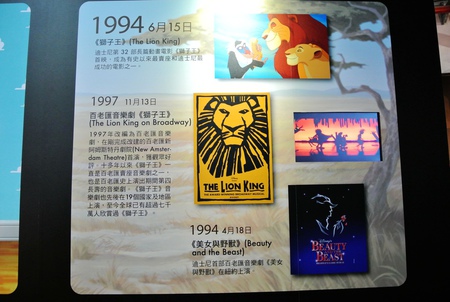 1994 6月15日
《獅子王》(The Lion King)
迪士尼第 32 部長篇動畫電影《獅子王》
首映，成為有史以來最賣座和迪士尼最
成功的電影之一。
1997 11月13日
百老匯音樂劇《獅子王》
(The Lion King on Broadway)
1997年改編為百老匯音樂
劇，在剛完成改建的百老匯新
阿姆斯特丹劇院(New Amster-
dam Theatre)首演，獲觀眾好
評，十多年以來《獅子王》一
直是百老匯賣座音樂劇之一，
也是百老匯史上演出期間第四
長壽的音樂劇。《獅子王》音
樂劇也先後在19個國家及地區
上演，至今全球已有超過七千
萬人欣賞過《獅子王》。
THE LION KING
1994 4月18日
《美女與野獸》(Beauty
and the Beast)
迪士尼首部百老匯音樂劇《美女
與野獸》在紐約上演。
Disney's
BEAUTY
AND THE
BEAST